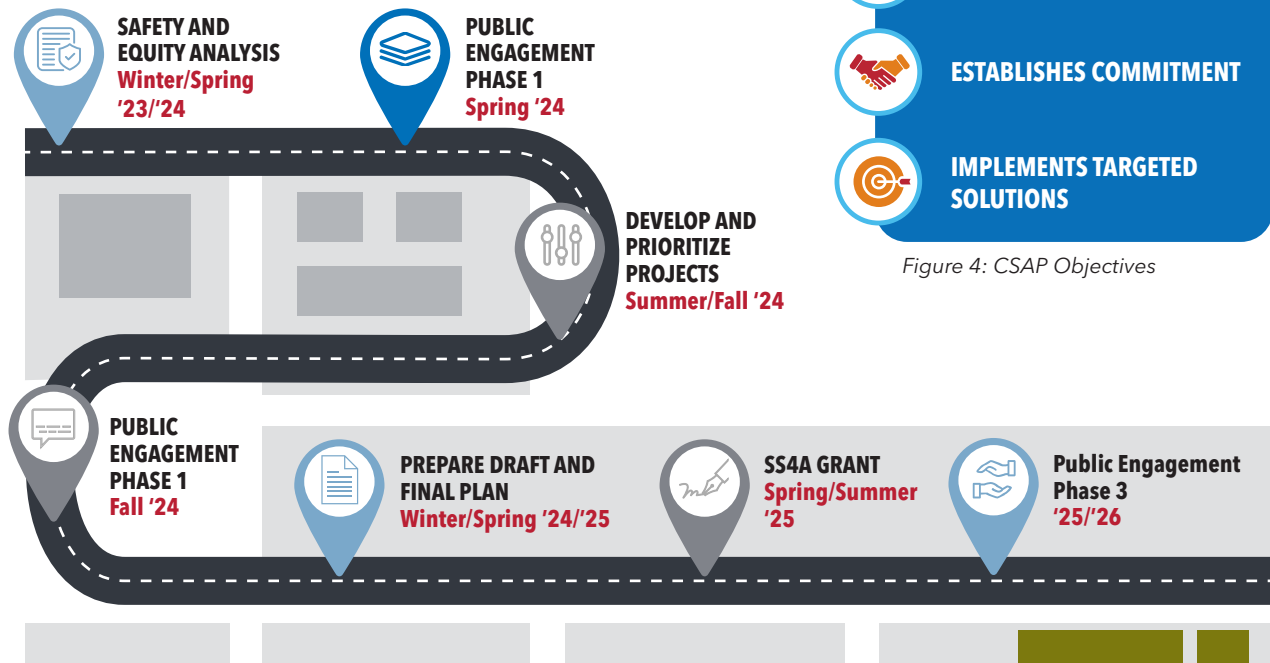 SAFETY AND
EQUITY ANALYSIS
Winter/Spring
'23/'24
PUBLIC
ENGAGEMENT
PHASE 1
Spring '24
ESTABLISHES COMMITMENT
IMPLEMENTS TARGETED
SOLUTIONS
Figure 4: CSAP Objectives
DEVELOP AND
PRIORITIZE
PROJECTS
Summer/Fall '24
PUBLIC
ENGAGEMENT
PHASE 1
Fall '24
PREPARE DRAFT AND
FINAL PLAN
Winter/Spring '24/'25
SS4A GRANT
Spring/Summer
'25
Public Engagement
Phase 3
'25/'26